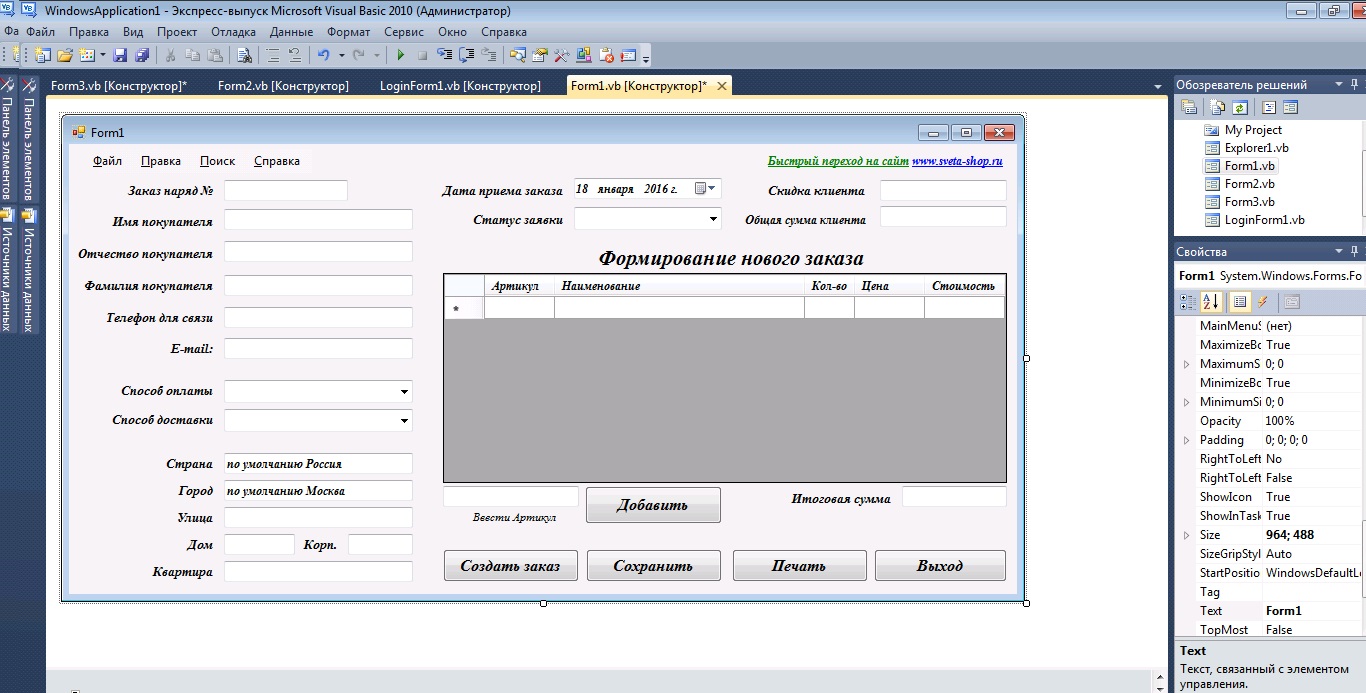 WindowsApplication1 - Экспресс-выпуск Microsoft Visual Basic 2010 (Администратор)
Фа Файл Правка Вид Проект Отладка Данные Формат Сервис Окно Справка
Form3.vb [Конструктор]* Form2.vb [Конструктор] LoginForm1.vb [Конструктор] Form1.vb [Конструктор]*
Панель элементов
Источники данных
Панель элементов
Источники данных
Form1
Файл Правка Поиск Справка
Быстрый переход на сайт www.sveta-shop.ru
Заказ наряд №
Имя покупателя
Отчество покупателя
Фамилия покупателя
Телефон для связи
E-mail:
Способ оплаты
Способ доставки
Страна по умолчанию Россия
Город по умолчанию Москва
Улица
Дом Корп.
Квартира
Дата приема заказа 18 января 2016 г.
Статус заявки
Скидка клиента
Общая сумма клиента
Формирование нового заказа
Артикул Наименование Кол-во Цена Стоимость
*
Ввести Артикул
Добавить
Итоговая сумма
Создать заказ Сохранить Печать Выход
Обозреватель решений
My Project
Explorer1.vb
Form1.vb
Form2.vb
Form3.vb
LoginForm1.vb
Свойства
Form1 System.Windows.Forms.Fo
MainMenuS (нет)
MaximizeBc True
MaximumS 0; 0
MinimizeBc True
MinimumSi 0; 0
Opacity 100%
Padding 0; 0; 0; 0
RightToLeft No
RightToLeft False
ShowIcon True
ShowInTask True
Size 964; 488
SizeGripStyl Auto
StartPositio WindowsDefaultLo
Tag
Text Form1
TopMost False
Text
Текст, связанный с элементом
управления.